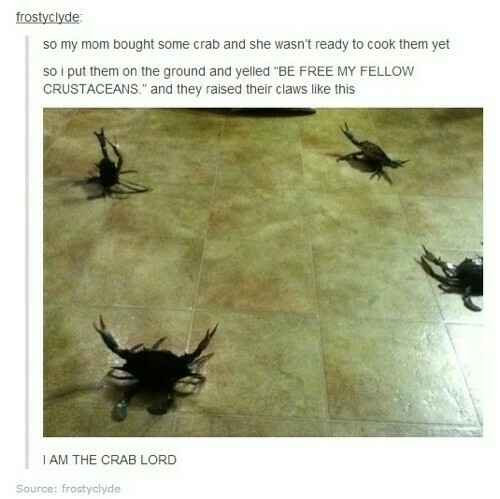 frostyclyde:
so my mom bought some crab and she wasn't ready to cook them yet
so i put them on the ground and yelled “BE FREE MY FELLOW
CRUSTACEANS.” and they raised their claws like this
I AM THE CRAB LORD
Source: frostyclyde